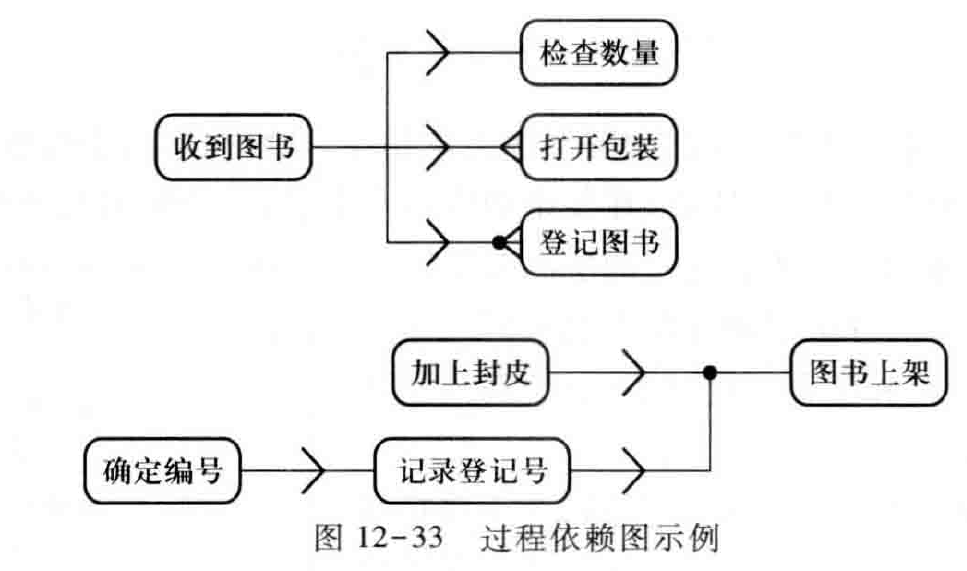 检查数量
收到图书
打开包装
登记图书
加上封皮
图书上架
确定编号
记录登记号
图 12-33 过程依赖图示例